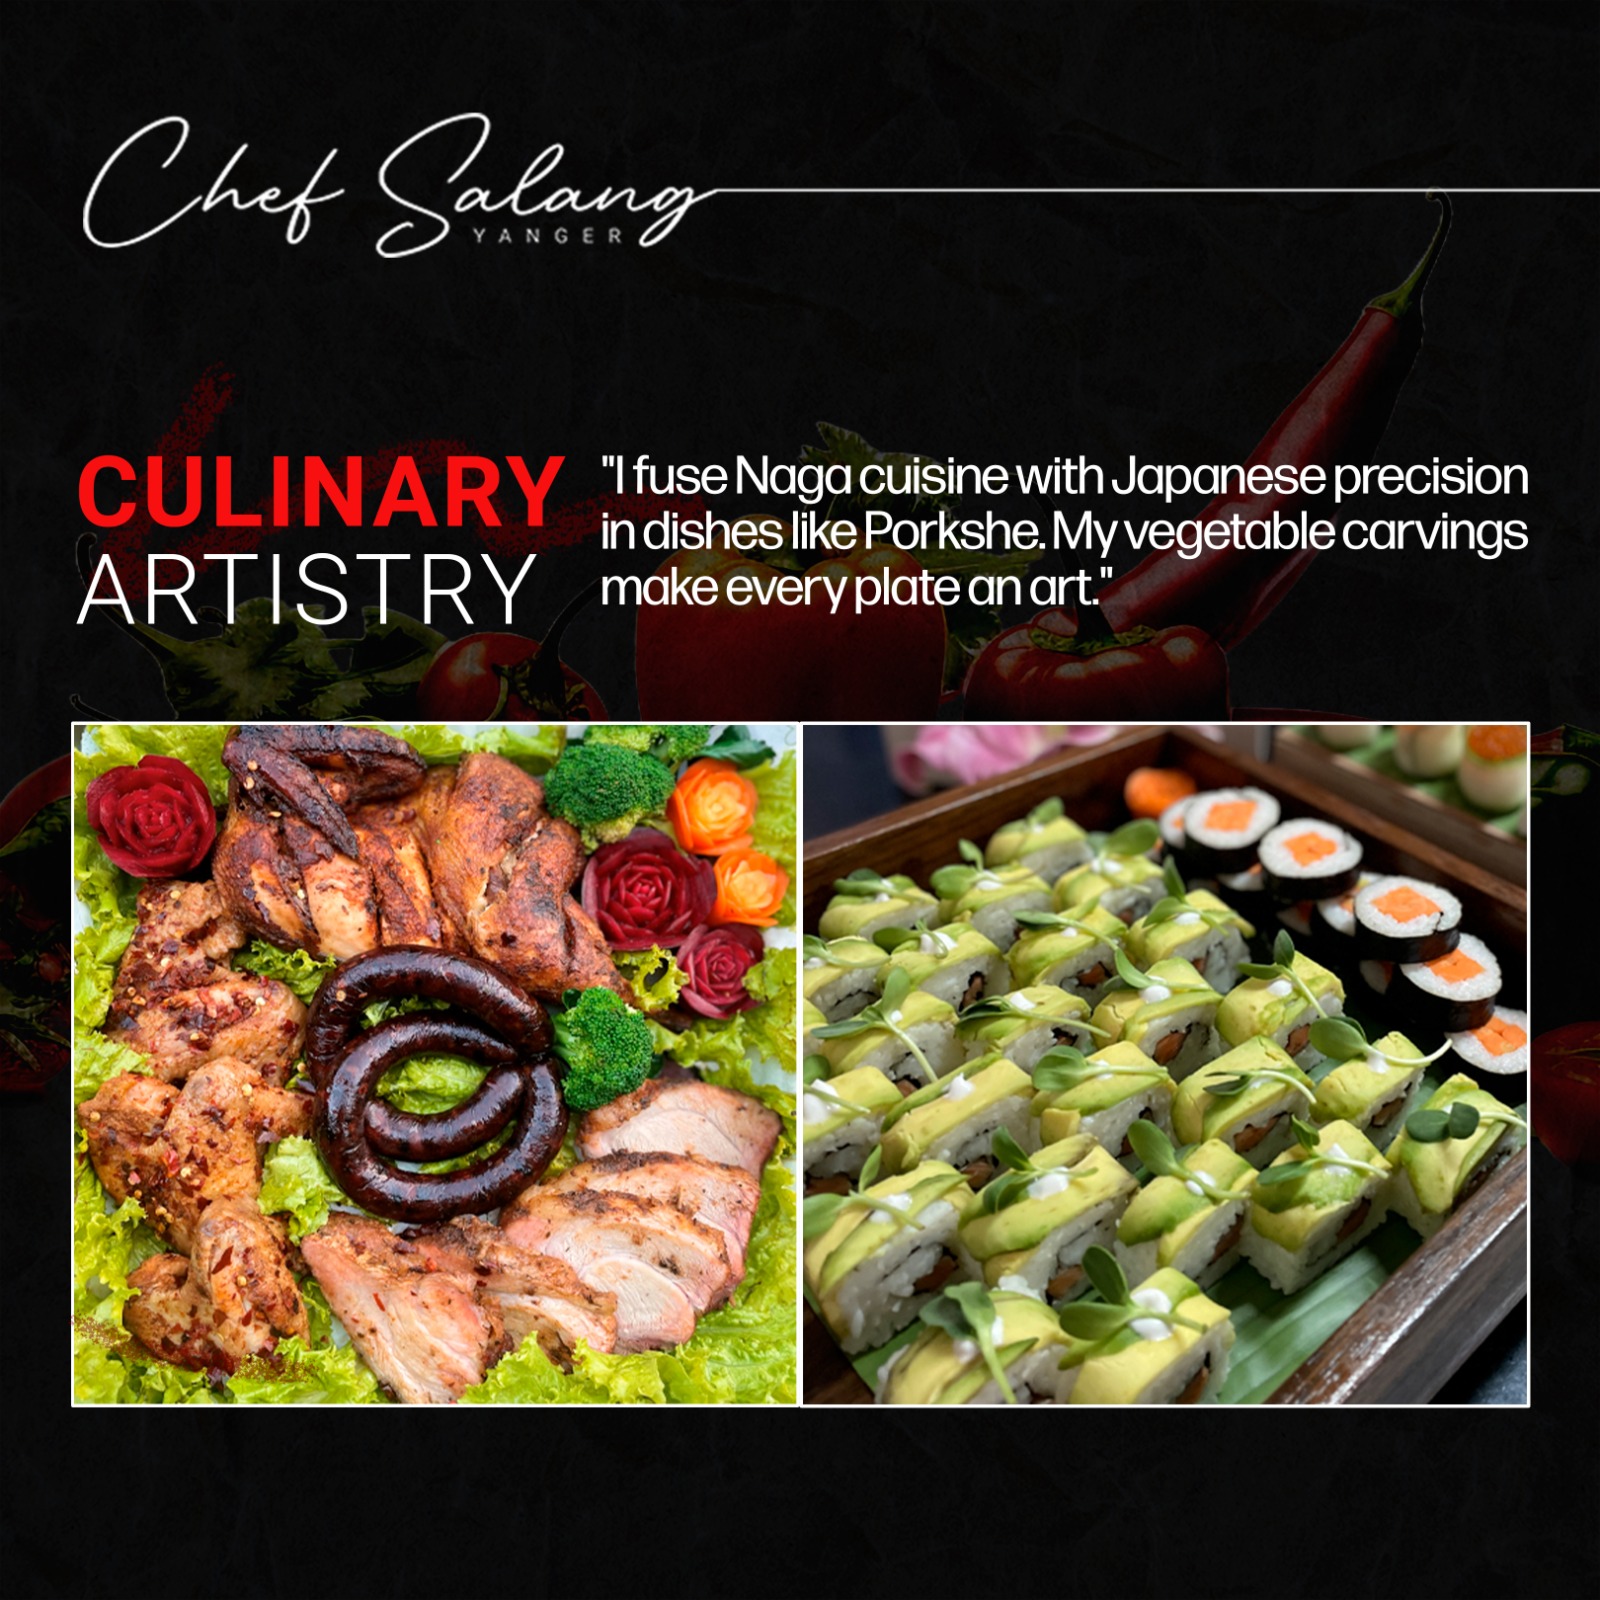 Chef Salang
YANGER
CULINARY
ARTISTRY
"I fuse Naga cuisine with Japanese precision
in dishes like Porkshe. My vegetable carvings
make every plate an art."